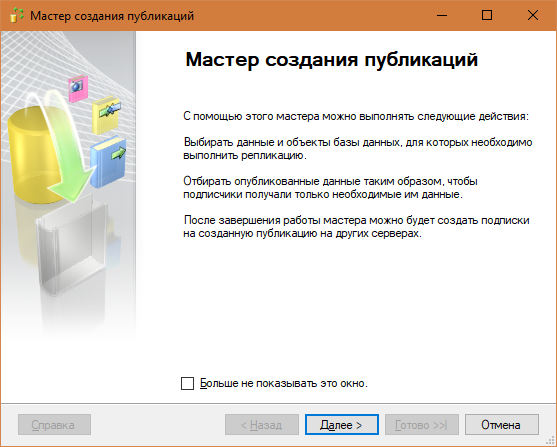 Мастер создания публикаций
Мастер создания публикаций
С помощью этого мастера можно выполнять следующие действия:
Выбирать данные и объекты базы данных, для которых необходимо
выполнить репликацию.
Отбирать опубликованные данные таким образом, чтобы
подписчики получали только необходимые им данные.
После завершения работы мастера можно будет создать подписки
на созданную публикацию на других серверах.
Больше не показывать это окно.
Справка
< Назад
Далее >
Готово >>|
Отмена